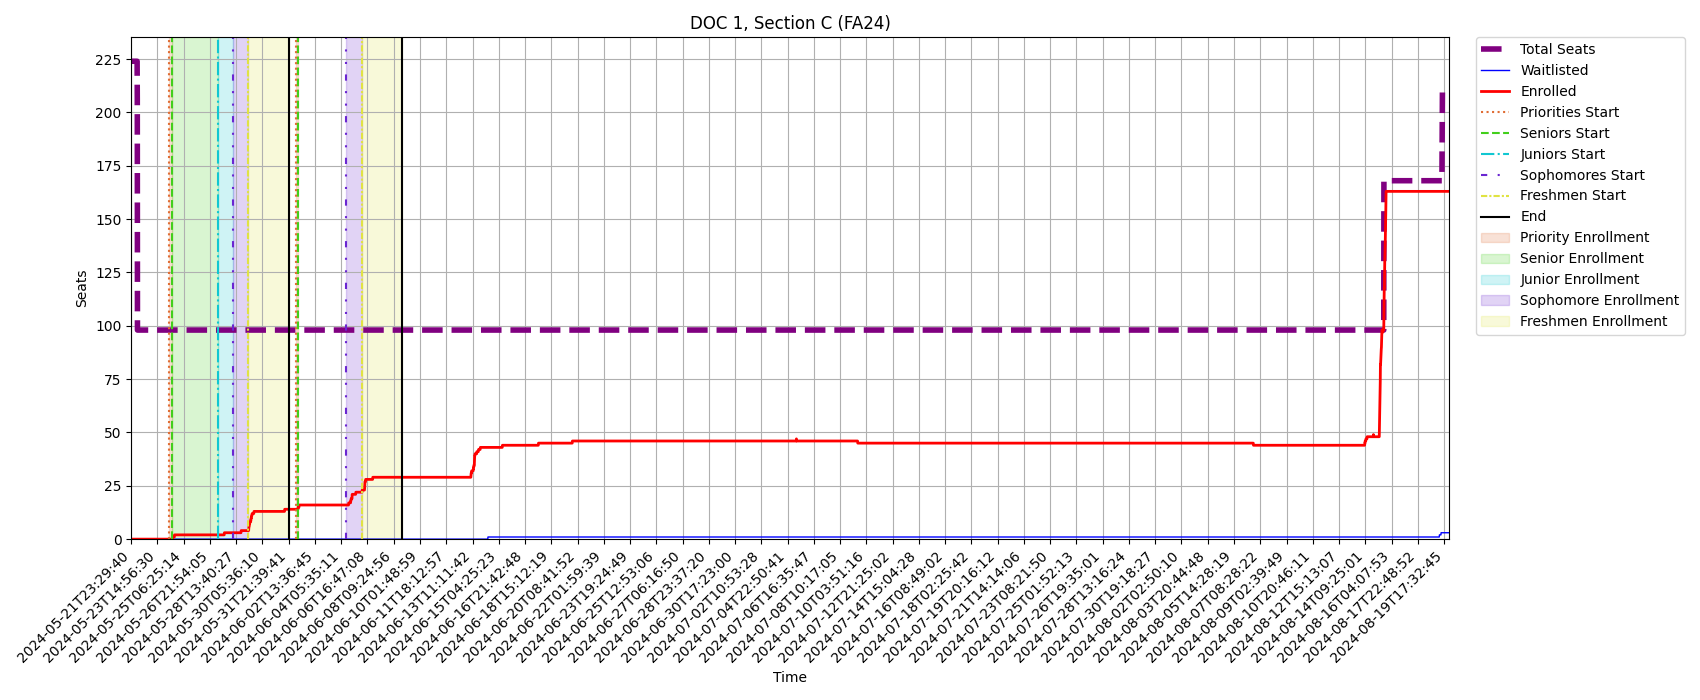 DOC 1, Section C (FA24)
Seats
225
200
175
150
125
100
75
50
25
0
2024-05-21T23:29:40
2024-05-23T14:56:30
2024-05-25T06:25:14
2024-05-26T21:54:05
2024-05-28T13:40:27
2024-05-30T05:36:10
2024-05-31T21:39:41
2024-06-02T13:36:45
2024-06-04T05:35:11
2024-06-06T16:47:08
2024-06-08T09:24:56
2024-06-10T01:48:59
2024-06-11T18:12:57
2024-06-13T11:11:42
2024-06-15T04:25:23
2024-06-16T21:42:48
2024-06-18T15:12:19
2024-06-20T08:41:52
2024-06-22T01:59:39
2024-06-23T19:24:49
2024-06-25T12:53:06
2024-06-27T06:16:50
2024-06-28T23:37:20
2024-06-30T17:23:00
2024-07-02T10:53:28
2024-07-04T22:50:41
2024-07-06T16:35:47
2024-07-08T10:17:05
2024-07-10T03:51:16
2024-07-12T21:25:02
2024-07-14T15:04:28
2024-07-16T08:49:02
2024-07-18T02:25:42
2024-07-19T20:16:12
2024-07-21T14:14:06
2024-07-23T08:21:50
2024-07-25T01:52:13
2024-07-26T19:35:01
2024-07-28T13:16:24
2024-07-30T19:18:27
2024-08-02T02:50:10
2024-08-03T20:44:48
2024-08-05T14:28:19
2024-08-07T08:28:22
2024-08-09T02:39:49
2024-08-10T20:46:11
2024-08-12T15:13:07
2024-08-14T09:25:01
2024-08-16T04:07:53
2024-08-17T22:48:52
2024-08-19T17:32:45
Time
Total Seats
Waitlisted
Enrolled
Priorities Start
Seniors Start
Juniors Start
Sophomores Start
Freshmen Start
End
Priority Enrollment
Senior Enrollment
Junior Enrollment
Sophomore Enrollment
Freshmen Enrollment